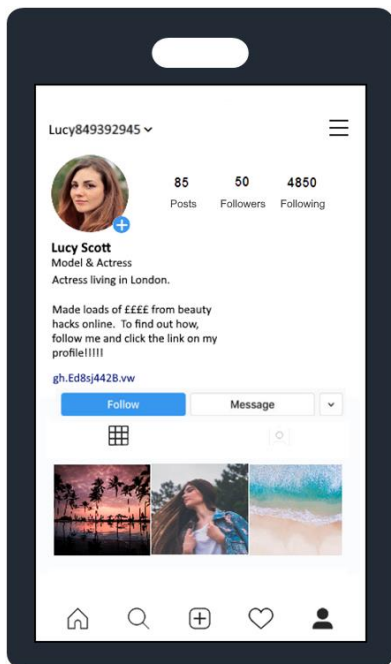 Lucy849392945
85 50 4850
Posts Followers Following
Lucy Scott
Model & Actress
Actress living in London.
Made loads of ££££ from beauty
hacks online. To find out how,
follow me and click the link on my
profile!!!!!
gh.Ed8sj442B.vw
Follow Message